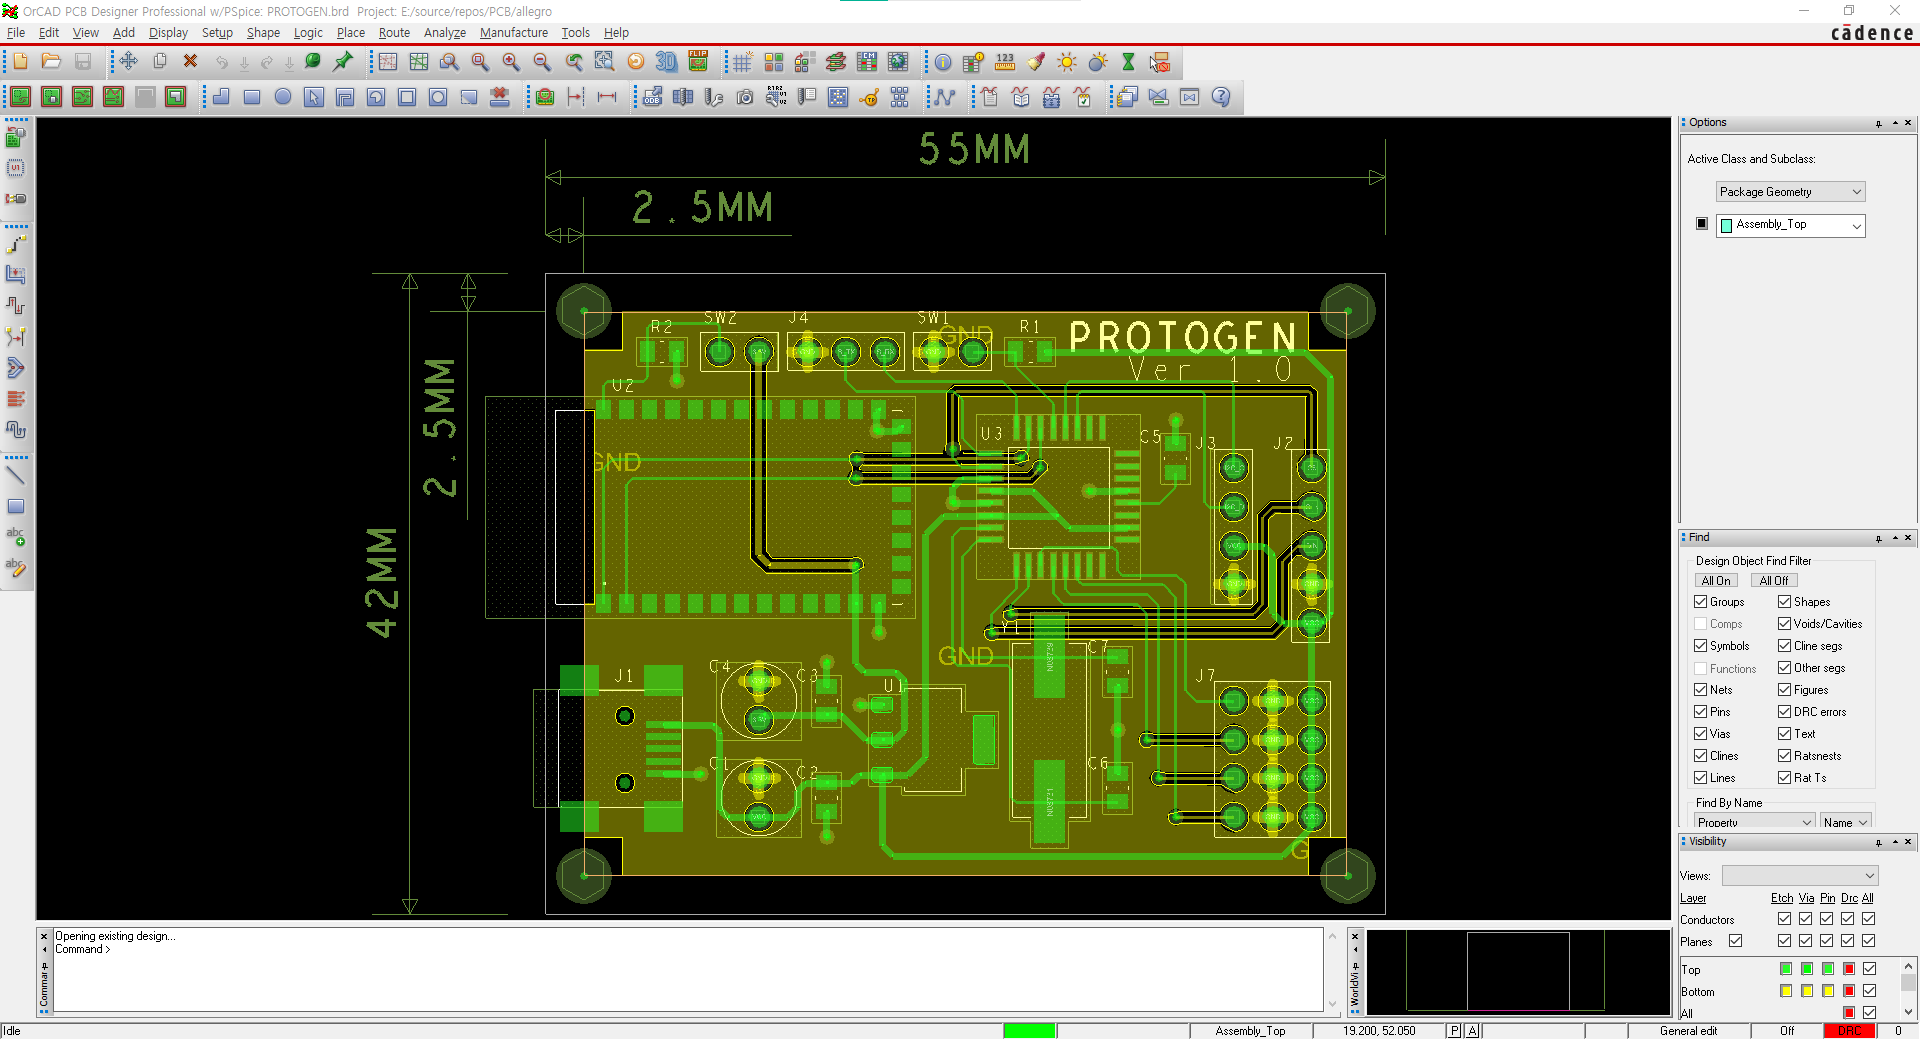 OrCAD PCB Designer Professional w/PSpice: PROTOGEN.brd  Project: E:/source/repos/PCB/allegro
File Edit View Add Display Setup Shape Logic Place Route Analyze Manufacture Tools Help
cādence
Options
Active Class and Subclass:
Package Geometry
Assembly_Top
55MM
2.5MM
2.5MM
42MM
R2 SW2 J4 SW1 GND R1
PROTOGEN
Ver 1.0
U2
U3 C5 J3 J2
GND
Y1
GND C7
J1 C4 C3 U1 J7
C1 C2 C6
G
Find
Design Object Find Filter
All On All Off
Groups Shapes
Comps Voids/Cavities
Symbols Cline segs
Functions Other segs
Nets Figures
Pins DRC errors
Vias Text
Clines Ratsnests
Lines Rat Ts
Find By Name
Property Name
Visibility
Views:
Layer Etch Via Pin Drc All
Conductors
Planes
Top
Bottom
All
Opening existing design...
Command >
WorldVi
Idle Assembly_Top 19.200, 52.050 P A General edit Off DRC 0